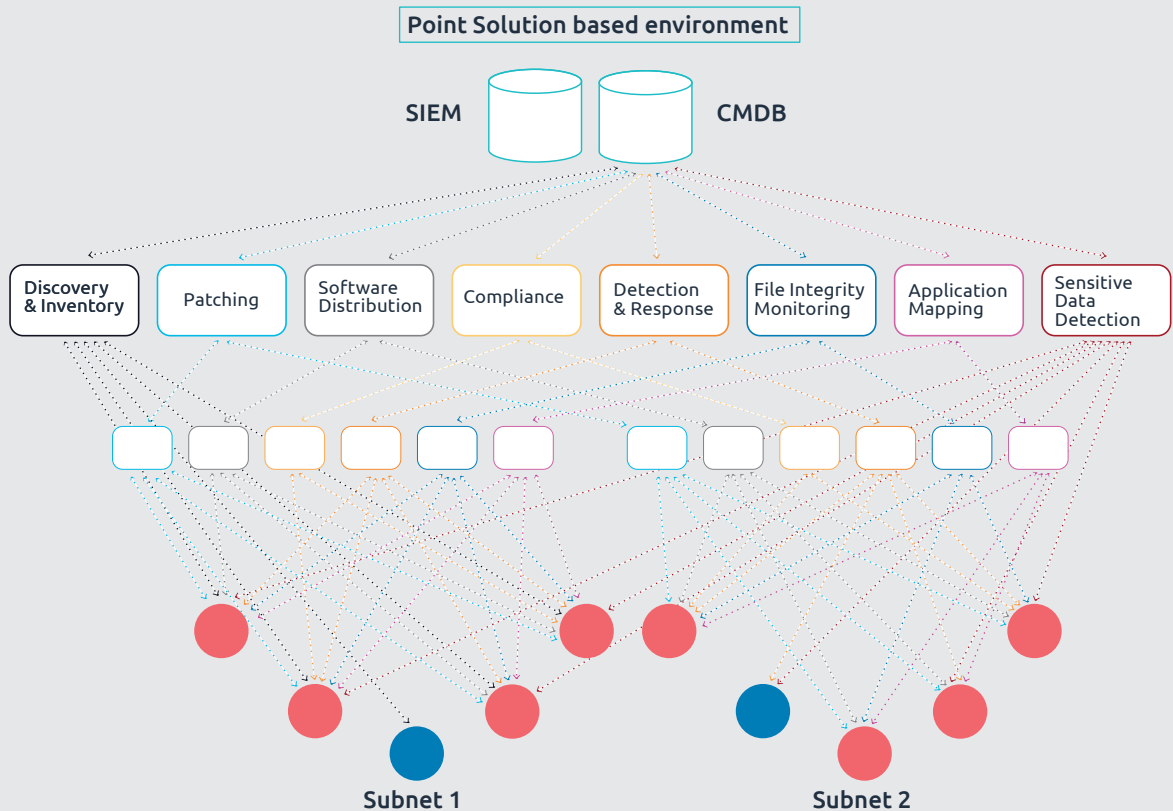 Point Solution based environment
SIEM
CMDB
Discovery
& Inventory
Patching
Software
Distribution
Compliance
Detection
& Response
File Integrity
Monitoring
Application
Mapping
Sensitive
Data
Detection
Subnet 1
Subnet 2